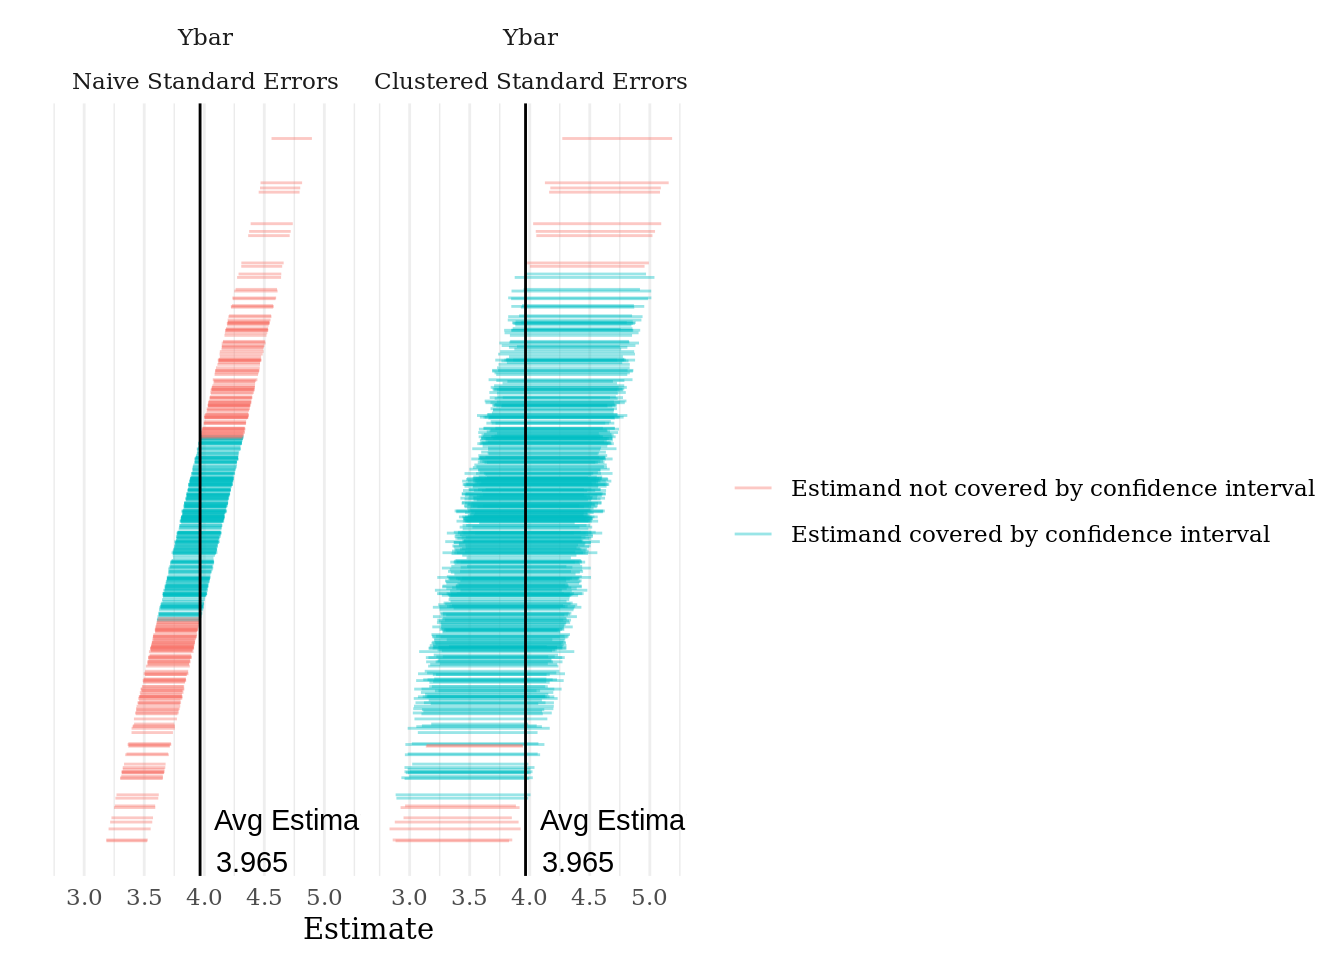 Ybar Ybar
Naive Standard Errors Clustered Standard Errors
Estimand not covered by confidence interval
Estimand covered by confidence interval
Avg Estima Avg Estima
3.965 3.965
3.0 3.5 4.0 4.5 5.0 3.0 3.5 4.0 4.5 5.0
Estimate